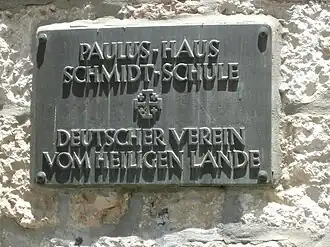 PAULUS-HAUS
SCHMIDT-SCHULE
DEUTSCHER VEREIN
VOM HEILIGEN LANDE